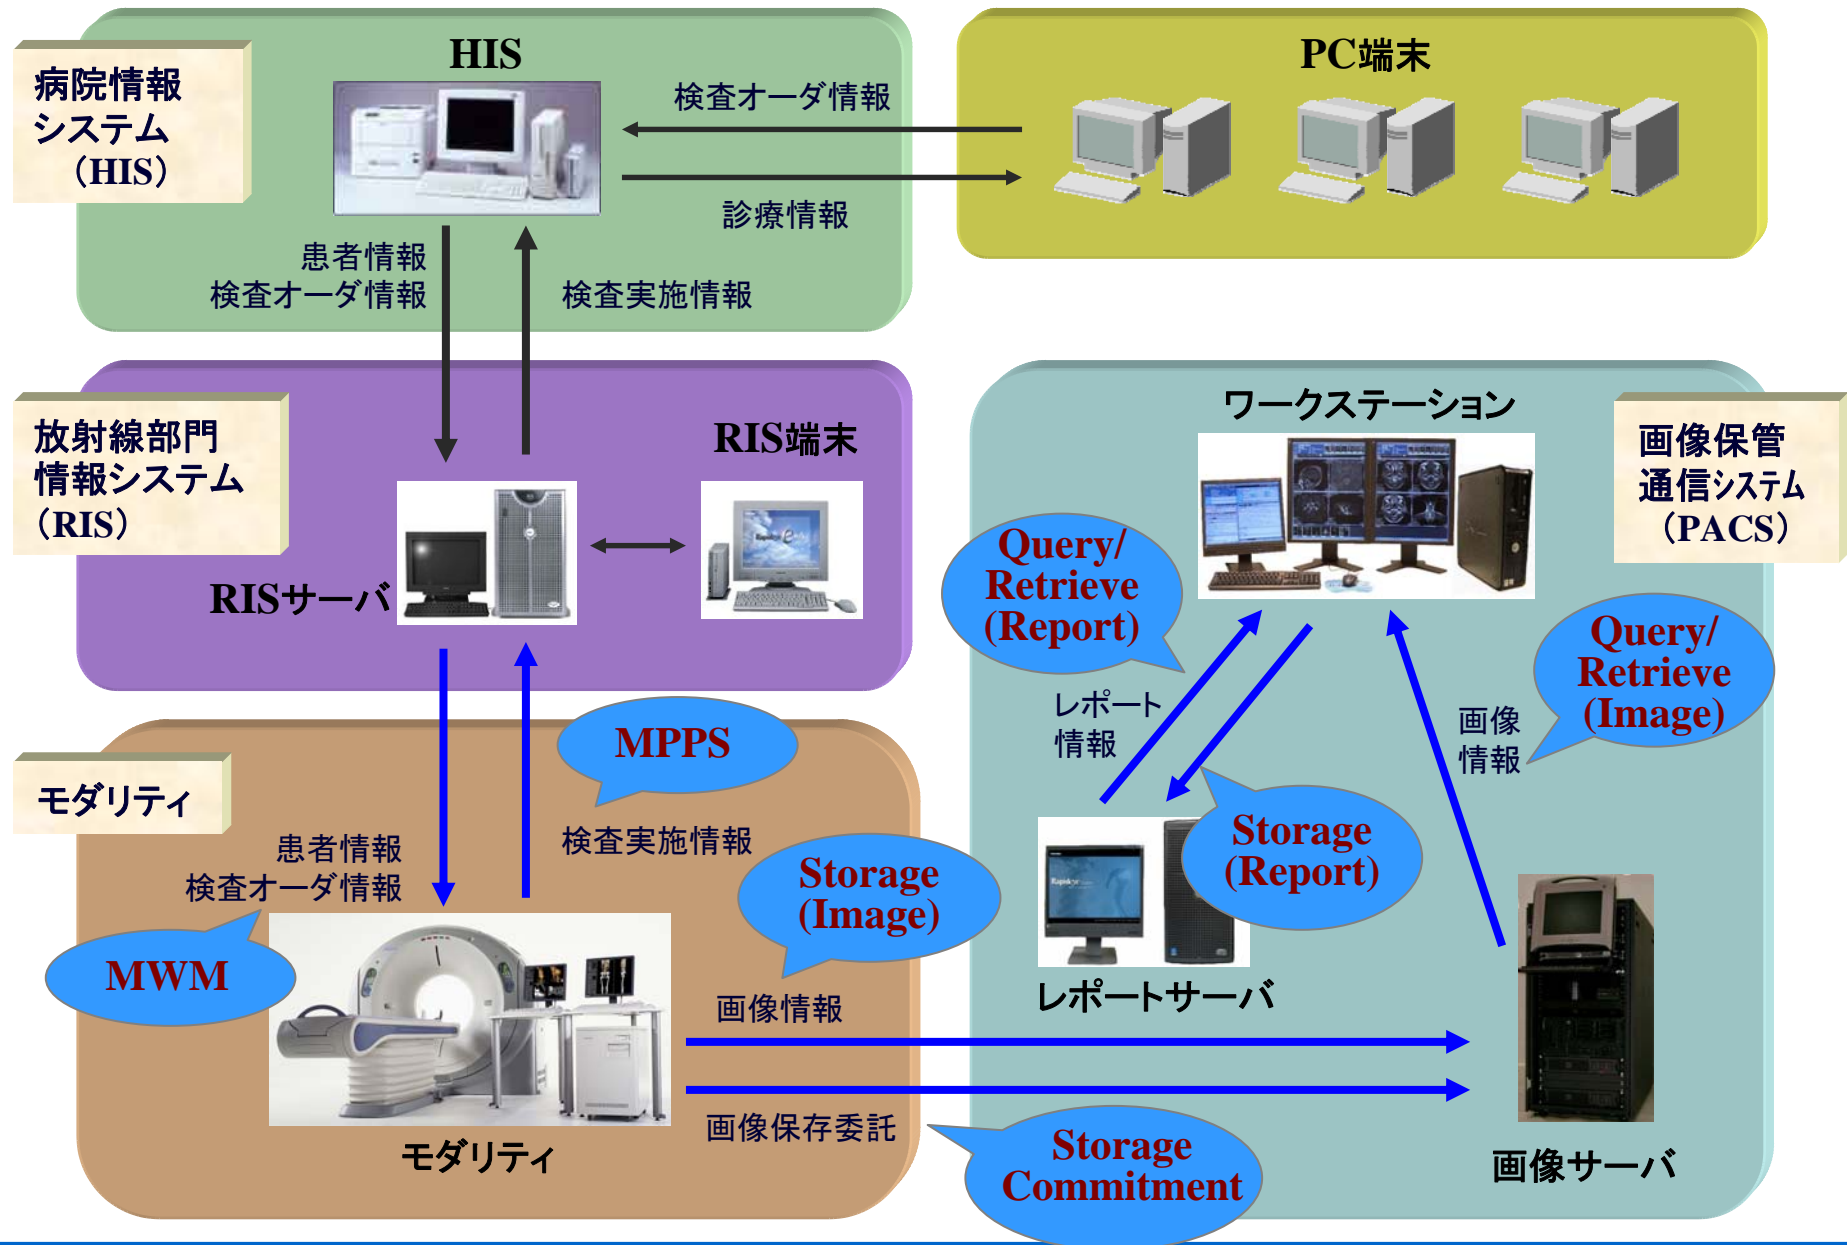 病院情報
システム
（HIS）
HIS
検査オーダ情報
診療情報
PC端末
患者情報
検査オーダ情報
検査実施情報
放射線部門
情報システム
（RIS）
RIS端末
RISサーバ
ワークステーション
画像保管
通信システム
（PACS）
Query/
Retrieve
(Report)
Query/
Retrieve
(Image)
レポート
情報
画像
情報
MPPS
モダリティ
患者情報
検査オーダ情報
検査実施情報
Storage
(Image)
Storage
(Report)
MWM
画像情報
レポートサーバ
画像保存委託
モダリティ
Storage
Commitment
画像サーバ